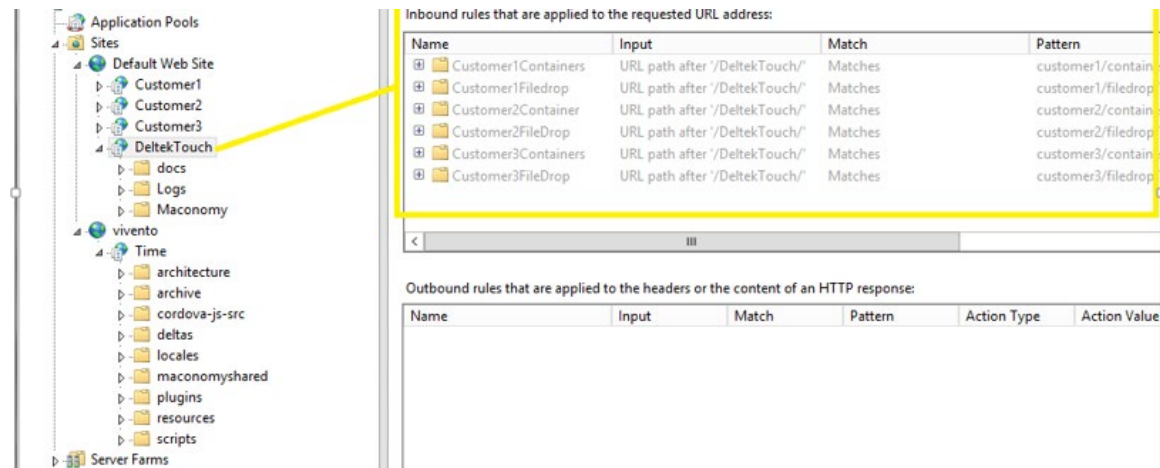 Application Pools
Sites
Default Web Site
Customer1
Customer2
Customer3
DeltekTouch
docs
Logs
Maconomy
vivento
Time
architecture
archive
cordova-js-src
deltas
locales
maconomyshared
plugins
resources
scripts
Server Farms
Inbound rules that are applied to the requested URL address:
Name Input Match Pattern
Customer1Containers URL path after '/DeltekTouch/' Matches customer1/contain
Customer1Filedrop URL path after '/DeltekTouch/' Matches customer1/filedrop
Customer2Container URL path after '/DeltekTouch/' Matches customer2/contain
Customer2FileDrop URL path after '/DeltekTouch/' Matches customer2/filedrop
Customer3Containers URL path after '/DeltekTouch/' Matches customer3/contain
Customer3FileDrop URL path after '/DeltekTouch/' Matches customer3/filedrop
Outbound rules that are applied to the headers or the content of an HTTP response:
Name Input Match Pattern Action Type Action Value